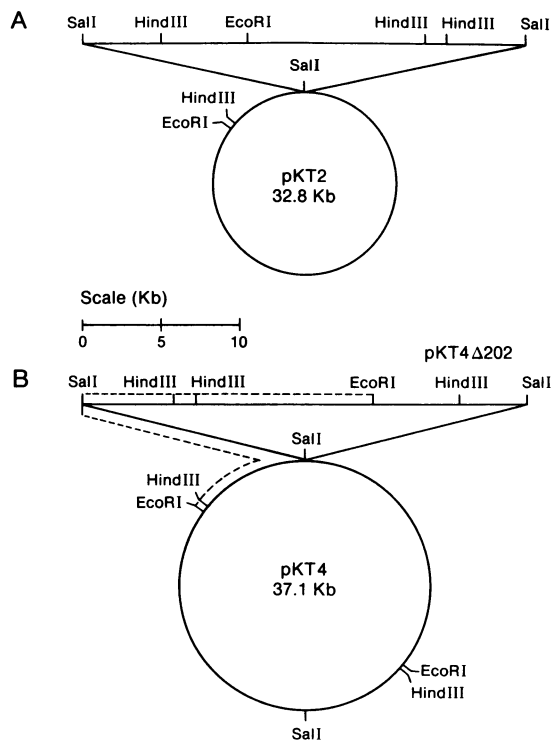 A
SalI HindIII EcoRI HindIII HindIII SalI
SalI
HindIII
EcoRI
pKT2
32.8 Kb
Scale (Kb)
0 5 10
pKT4Δ202
B
SalI HindIII HindIII EcoRI HindIII SalI
SalI
HindIII
EcoRI
pKT4
37.1 Kb
EcoRI
HindIII
SalI